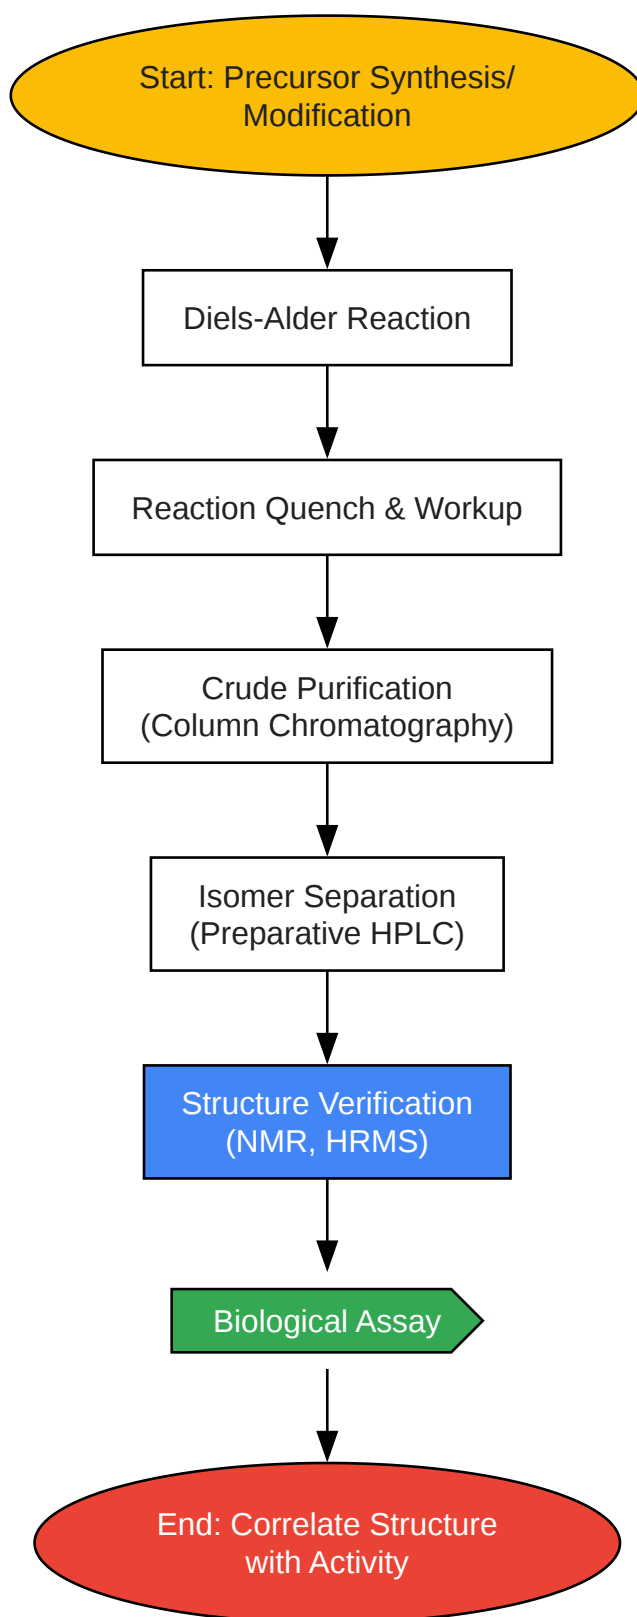 Start: Precursor Synthesis/
Modification
Diels-Alder Reaction
Reaction Quench & Workup
Crude Purification
(Column Chromatography)
Isomer Separation
(Preparative HPLC)
Structure Verification
(NMR, HRMS)
Biological Assay
End: Correlate Structure
with Activity